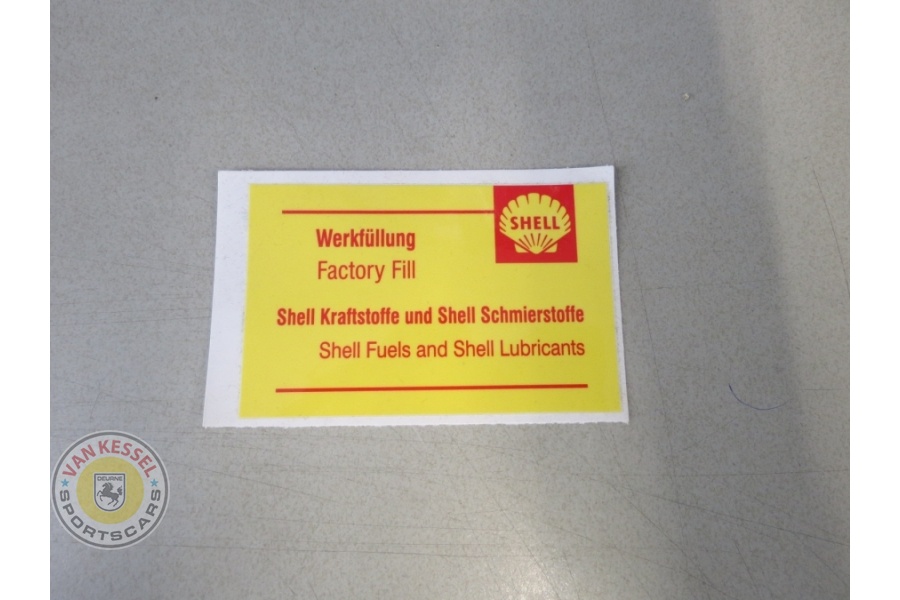 SHELL
Werkfüllung
Factory Fill
Shell Kraftstoffe und Shell Schmierstoffe
Shell Fuels and Shell Lubricants
VAN KESSEL
DEURNE
SPORTSCARS